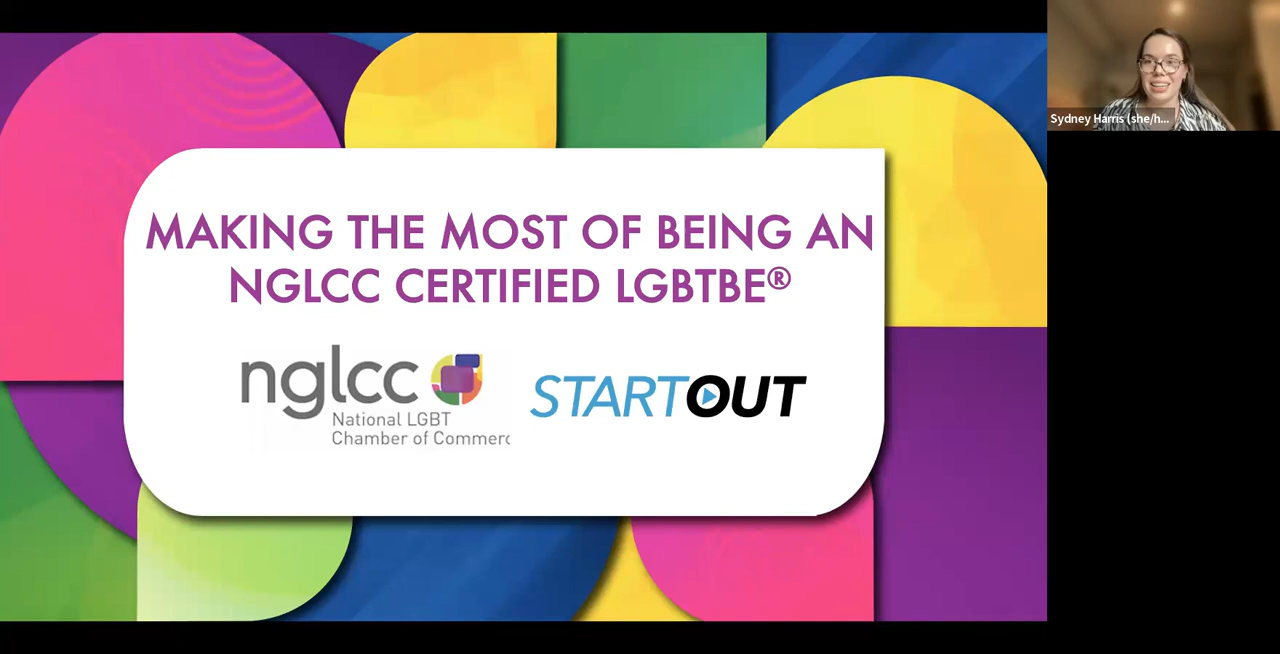 MAKING THE MOST OF BEING AN
NGLCC CERTIFIED LGBTBE®
nglcc
National LGBT
Chamber of Commerc
STARTOUT
Sydney Harris (she/h...